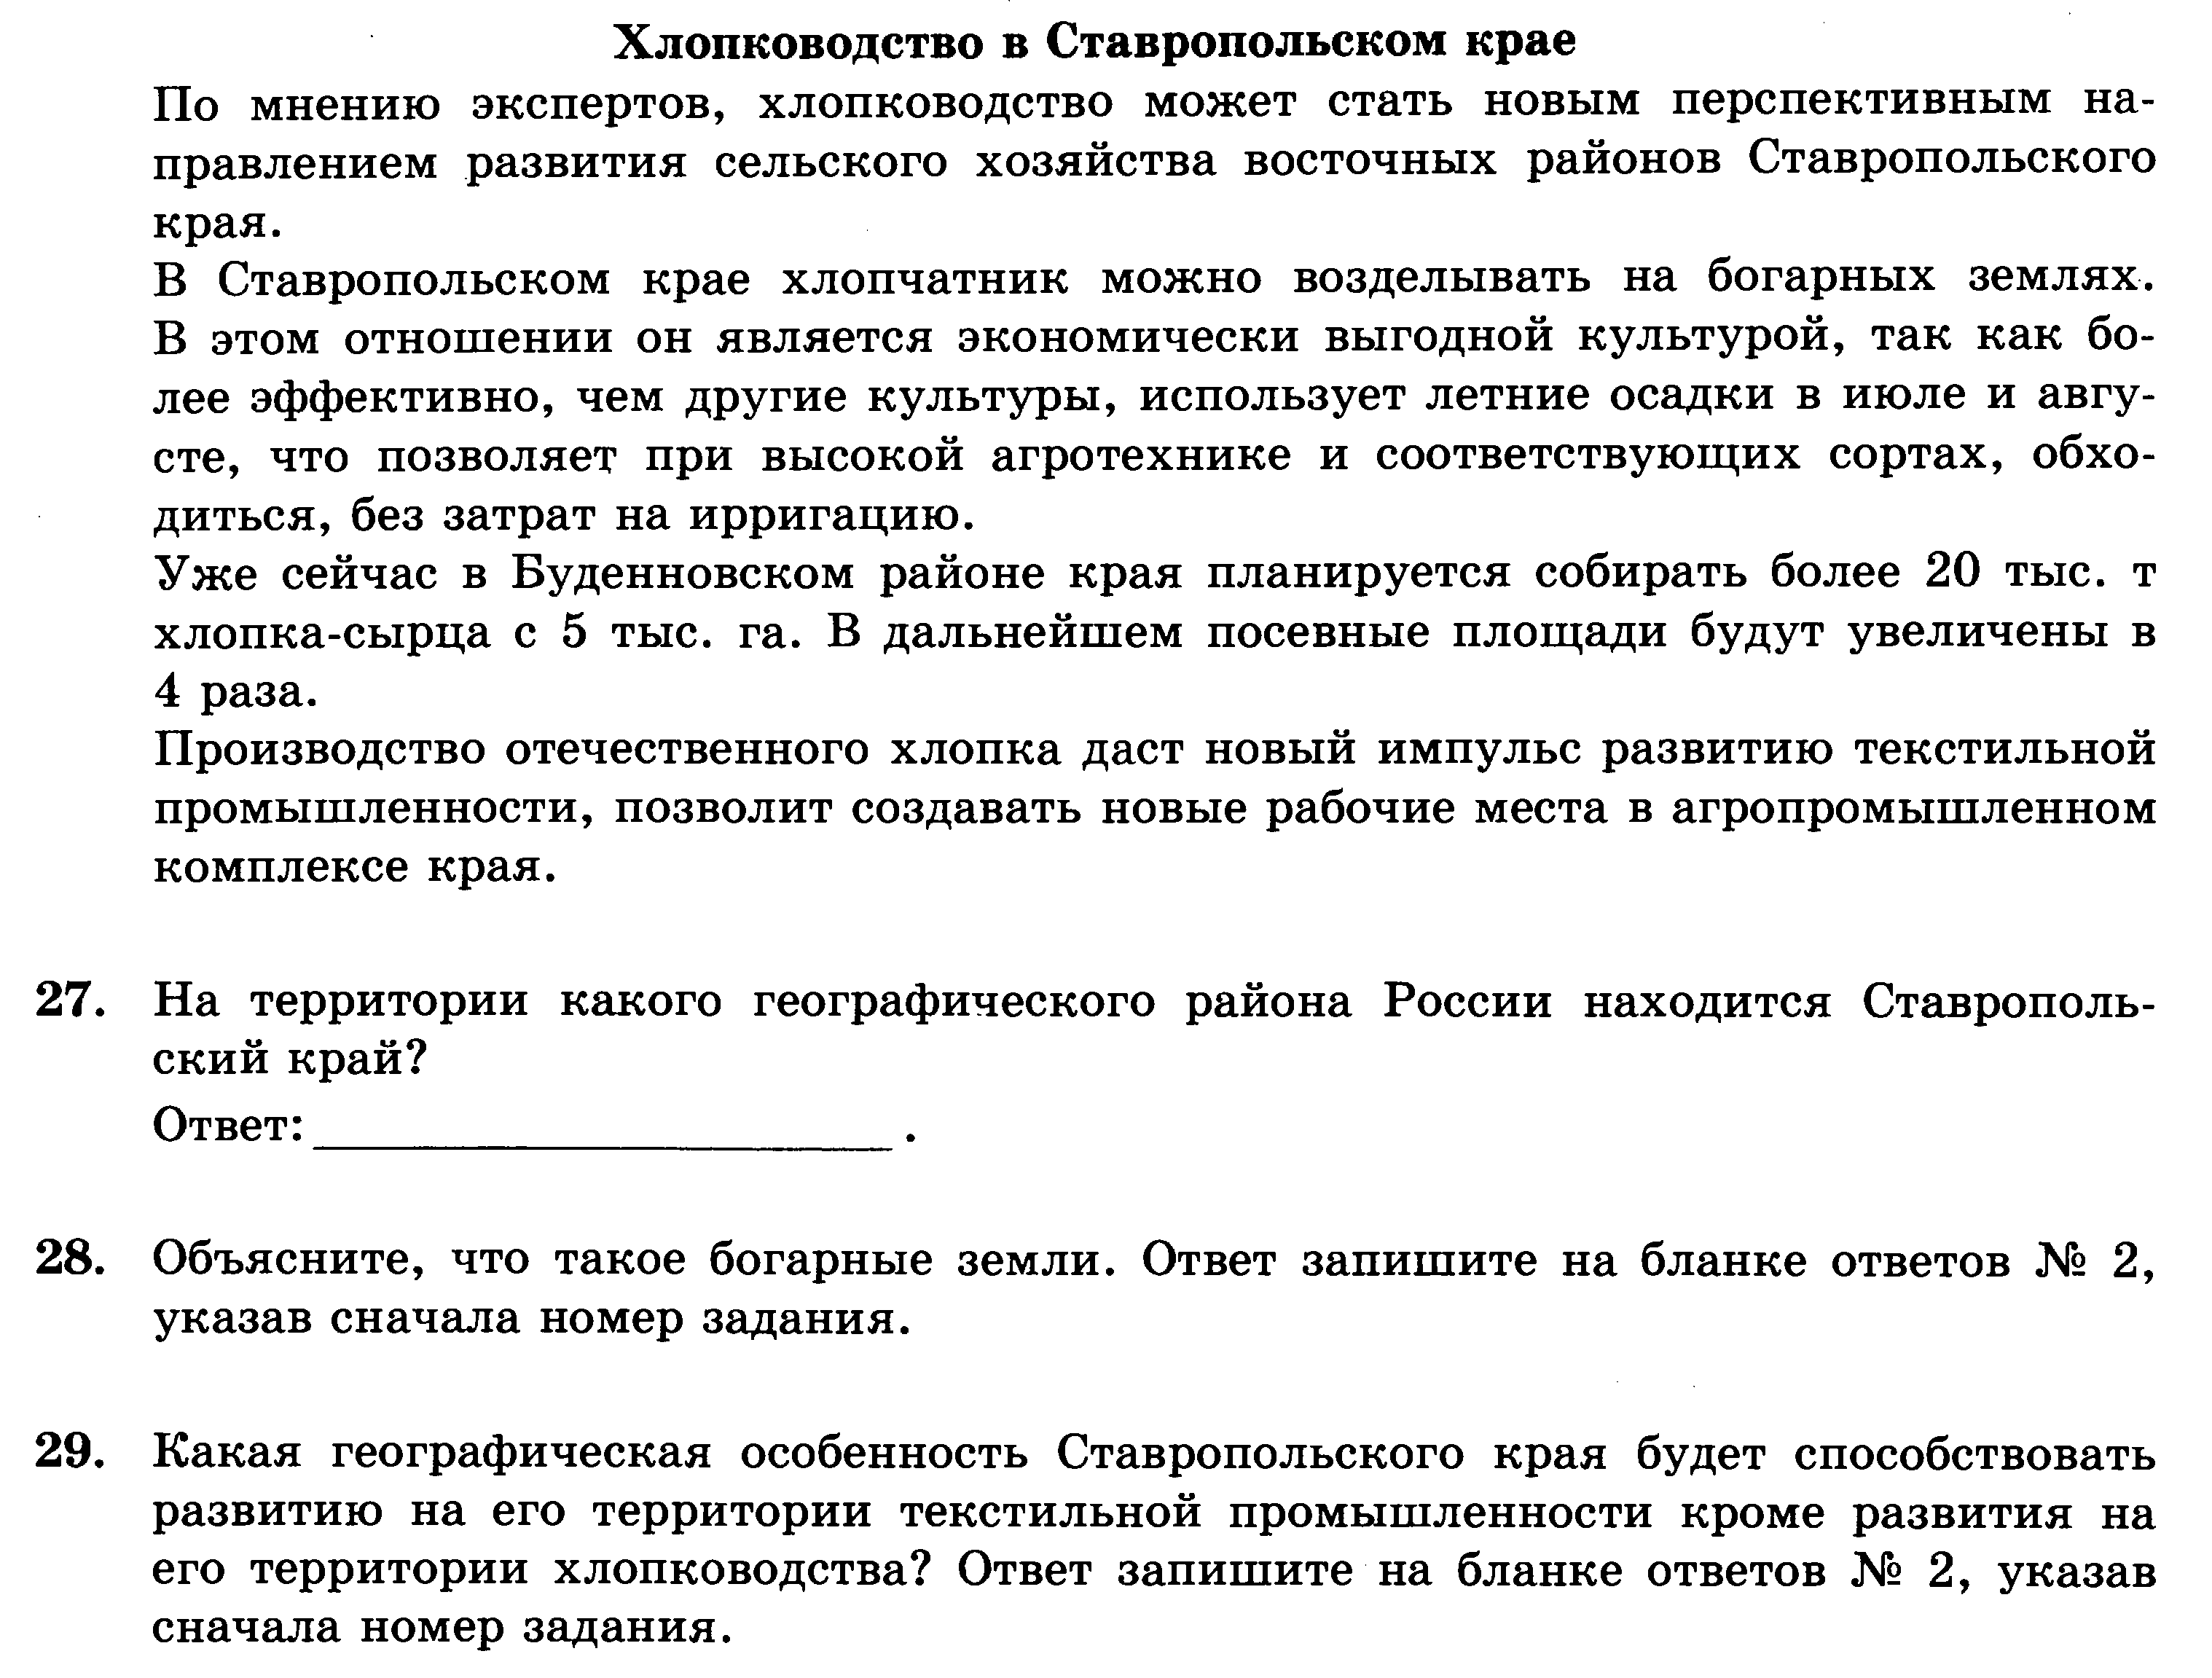 Хлопководство в Ставропольском крае
По мнению экспертов, хлопководство может стать новым перспективным на-
правлением развития сельского хозяйства восточных районов Ставропольского
края.
В Ставропольском крае хлопчатник можно возделывать на богарных землях.
В этом отношении он является экономически выгодной культурой, так как бо-
лее эффективно, чем другие культуры, использует летние осадки в июле и авгу-
сте, что позволяет при высокой агротехнике и соответствующих сортах, обхо-
диться, без затрат на ирригацию.
Уже сейчас в Буденновском районе края планируется собирать более 20 тыс. т
хлопка-сырца с 5 тыс. га. В дальнейшем посевные площади будут увеличены в
4 раза.
Производство отечественного хлопка даст новый импульс развитию текстильной
промышленности, позволит создавать новые рабочие места в агропромышленном
комплексе края.
27. На территории какого географического района России находится Ставрополь-
ский край?
Ответ: ______________________ .
28. Объясните, что такое богарные земли. Ответ запишите на бланке ответов № 2,
указав сначала номер задания.
29. Какая географическая особенность Ставропольского края будет способствовать
развитию на его территории текстильной промышленности кроме развития на
его территории хлопководства? Ответ запишите на бланке ответов № 2, указав
сначала номер задания.